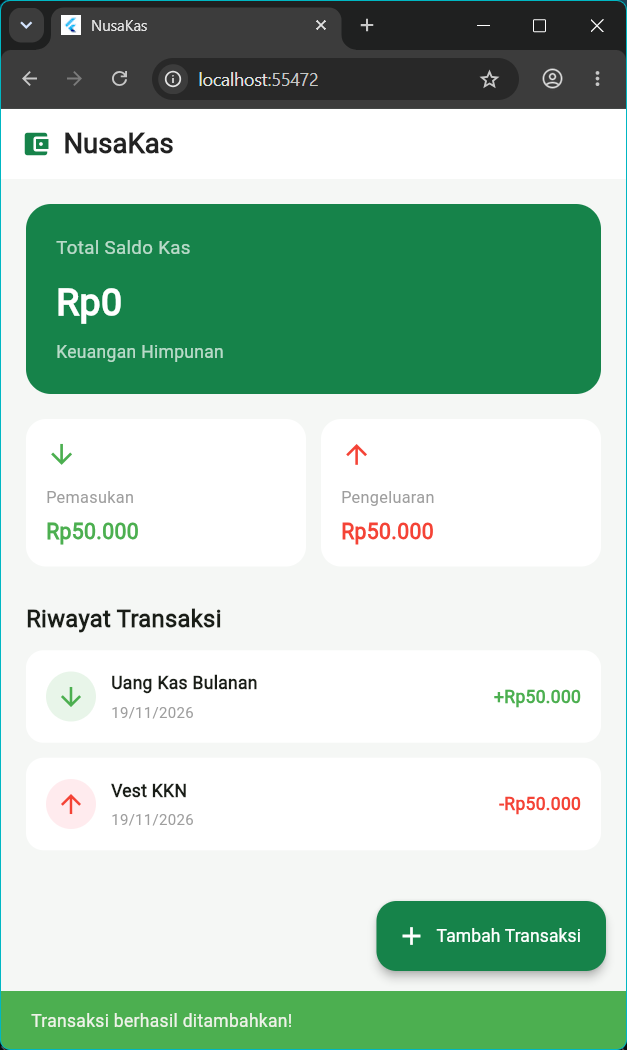 NusaKas
localhost:55472
NusaKas
Total Saldo Kas
Rp0
Keuangan Himpunan
Pemasukan
Rp50.000
Pengeluaran
Rp50.000
Riwayat Transaksi
Uang Kas Bulanan
19/11/2026
+Rp50.000
Vest KKN
19/11/2026
-Rp50.000
Tambah Transaksi
Transaksi berhasil ditambahkan!